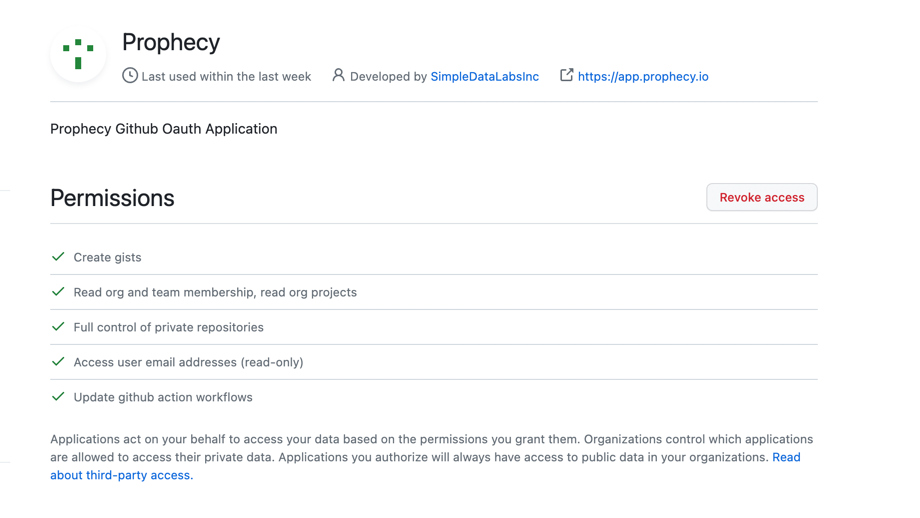 Prophecy
Last used within the last week Developed by SimpleDataLabsInc https://app.prophecy.io
Prophecy Github Oauth Application
Permissions
Revoke access
Create gists
Read org and team membership, read org projects
Full control of private repositories
Access user email addresses (read-only)
Update github action workflows
Applications act on your behalf to access your data based on the permissions you grant them. Organizations control which applications
are allowed to access their private data. Applications you authorize will always have access to public data in your organizations. Read
about third-party access.